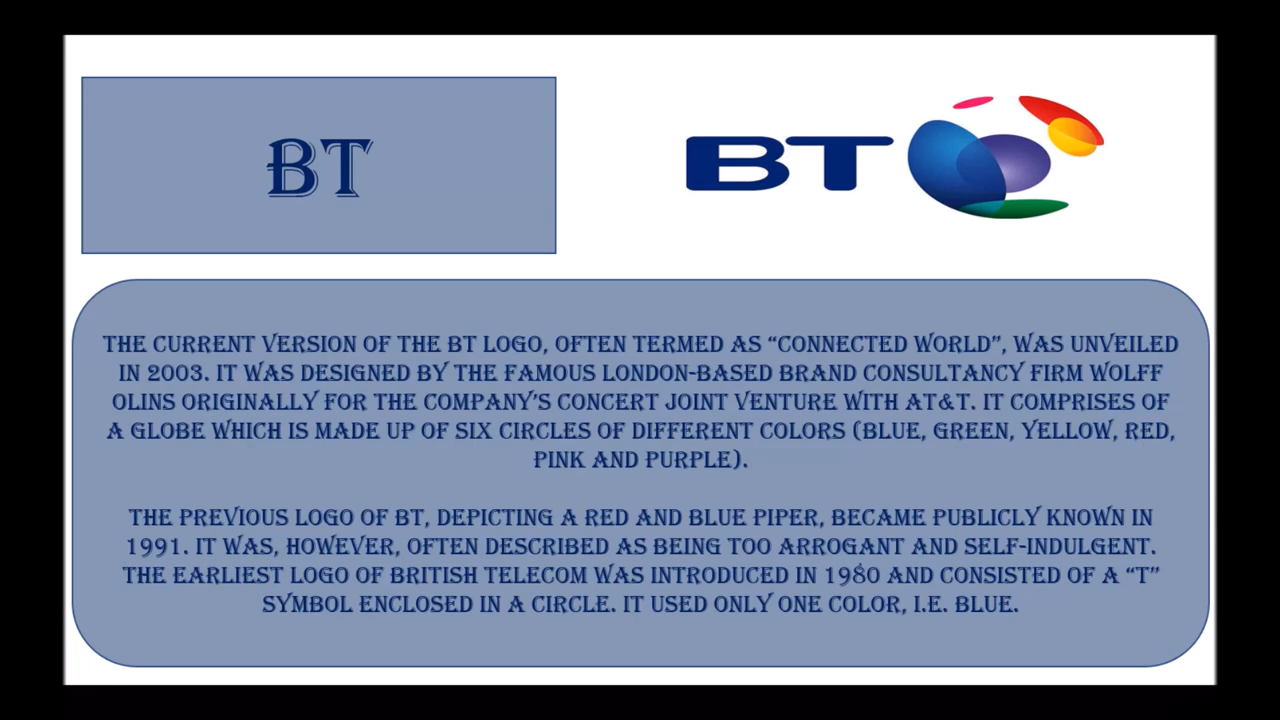 BT
BT
THE CURRENT VERSION OF THE BT LOGO, OFTEN TERMED AS “CONNECTED WORLD”, WAS UNVEILED
IN 2003. IT WAS DESIGNED BY THE FAMOUS LONDON-BASED BRAND CONSULTANCY FIRM WOLFF
OLINS ORIGINALLY FOR THE COMPANY’S CONCERT JOINT VENTURE WITH AT&T. IT COMPRISES OF
A GLOBE WHICH IS MADE UP OF SIX CIRCLES OF DIFFERENT COLORS (BLUE, GREEN, YELLOW, RED,
PINK AND PURPLE).
THE PREVIOUS LOGO OF BT, DEPICTING A RED AND BLUE PIPER, BECAME PUBLICLY KNOWN IN
1991. IT WAS, HOWEVER, OFTEN DESCRIBED AS BEING TOO ARROGANT AND SELF-INDULGENT.
THE EARLIEST LOGO OF BRITISH TELECOM WAS INTRODUCED IN 1980 AND CONSISTED OF A “T”
SYMBOL ENCLOSED IN A CIRCLE. IT USED ONLY ONE COLOR, I.E. BLUE.